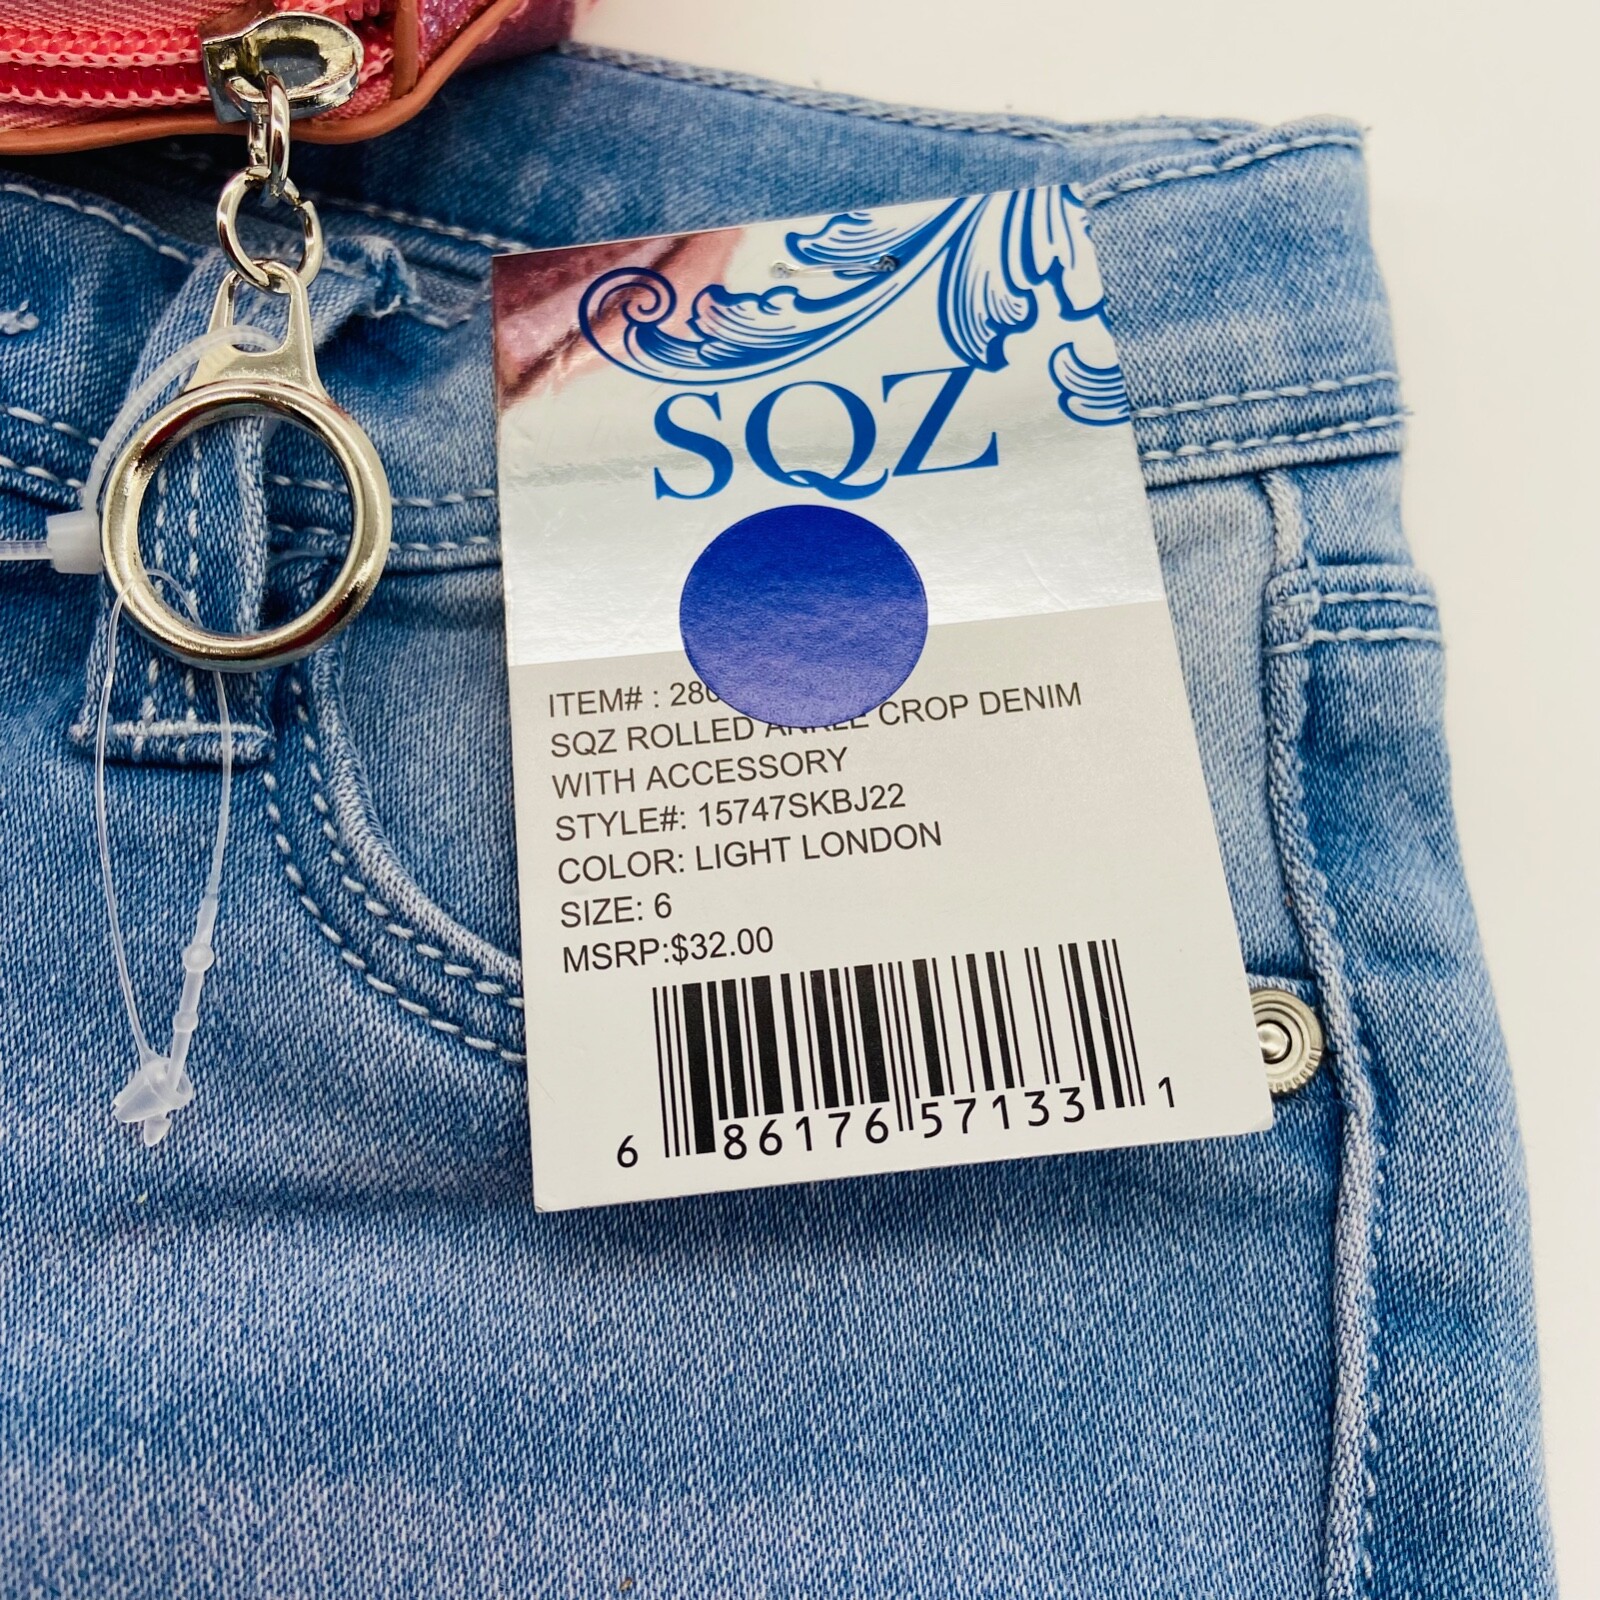 SQZ
ITEM# : 280
SQZ ROLLED ANKLE CROP DENIM
WITH ACCESSORY
STYLE#: 15747SKBJ22
COLOR: LIGHT LONDON
SIZE: 6
MSRP:$32.00
6 86176 57133 1